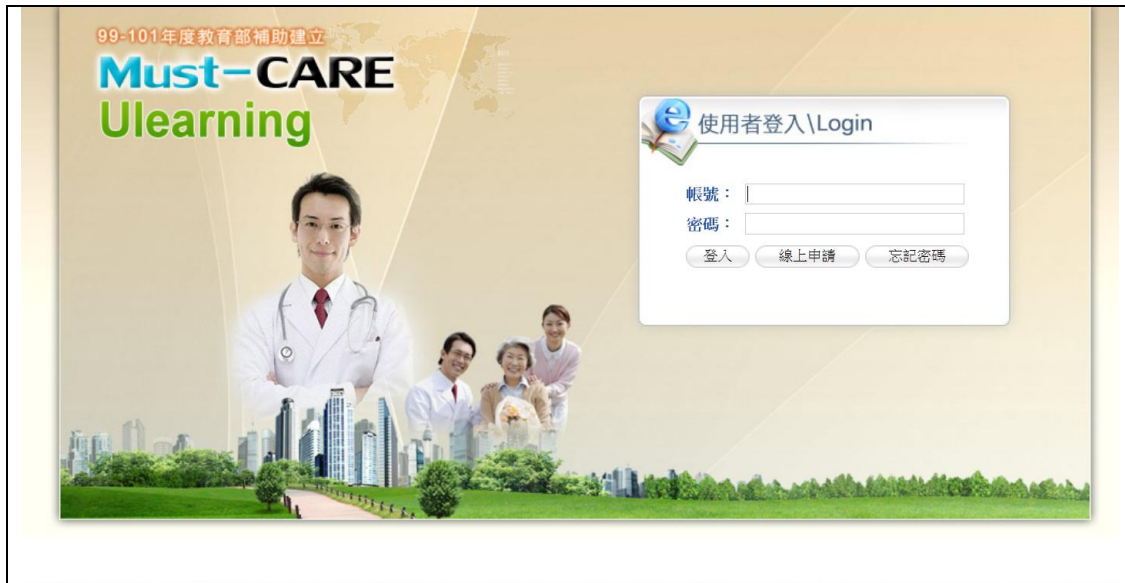 99-101年度教育部補助建立
Must-CARE
Ulearning
使用者登入\Login
帳號：
密碼：
登入 線上申請 忘記密碼